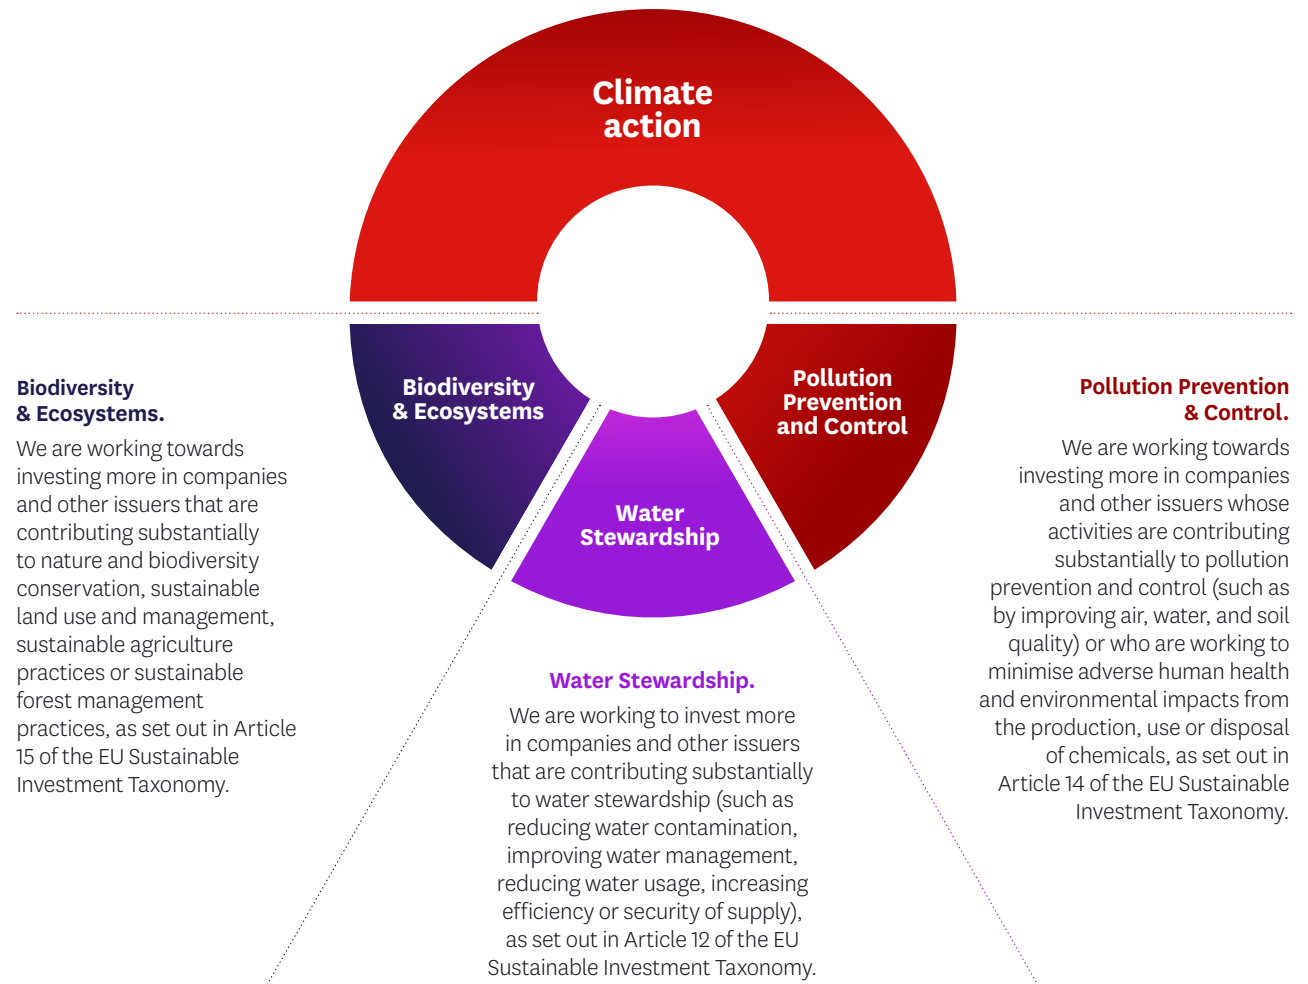 Climate
action
Biodiversity
& Ecosystems
Pollution
Prevention
and Control
Water
Stewardship
Biodiversity
& Ecosystems.
We are working towards
investing more in companies
and other issuers that are
contributing substantially
to nature and biodiversity
conservation, sustainable
land use and management,
sustainable agriculture
practices or sustainable
forest management
practices, as set out in Article
15 of the EU Sustainable
Investment Taxonomy.
Water Stewardship.
We are working to invest more
in companies and other issuers
that are contributing substantially
to water stewardship (such as
reducing water contamination,
improving water management,
reducing water usage, increasing
efficiency or security of supply),
as set out in Article 12 of the EU
Sustainable Investment Taxonomy.
Pollution Prevention
& Control.
We are working towards
investing more in companies
and other issuers whose
activities are contributing
substantially to pollution
prevention and control (such as
by improving air, water, and soil
quality) or who are working to
minimise adverse human health
and environmental impacts from
the production, use or disposal
of chemicals, as set out in
Article 14 of the EU Sustainable
Investment Taxonomy.